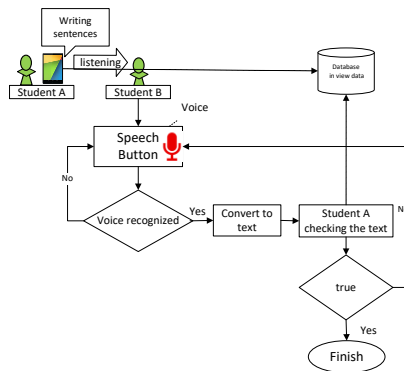 Writing
sentences
listening
Database
in view data
Student A
Student B
Voice
Speech
Button
No
Voice recognized
Yes
Convert to
text
Student A
checking the text
N
true
Yes
Finish